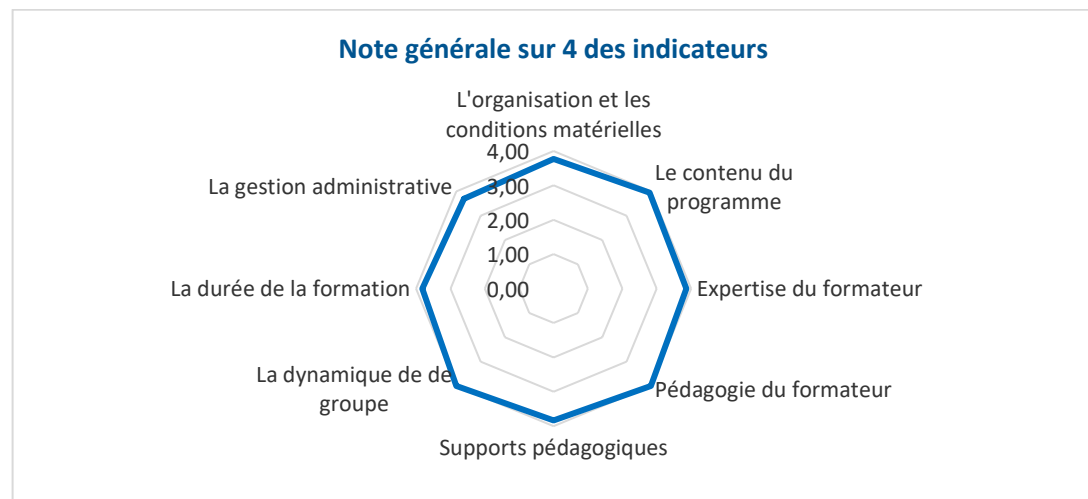 Note générale sur 4 des indicateurs
L'organisation et les
conditions matérielles
4,00
Le contenu du
programme
La gestion administrative
3,00
2,00
1,00
La durée de la formation
0,00
Expertise du formateur
La dynamique de de
groupe
Pédagogie du formateur
Supports pédagogiques